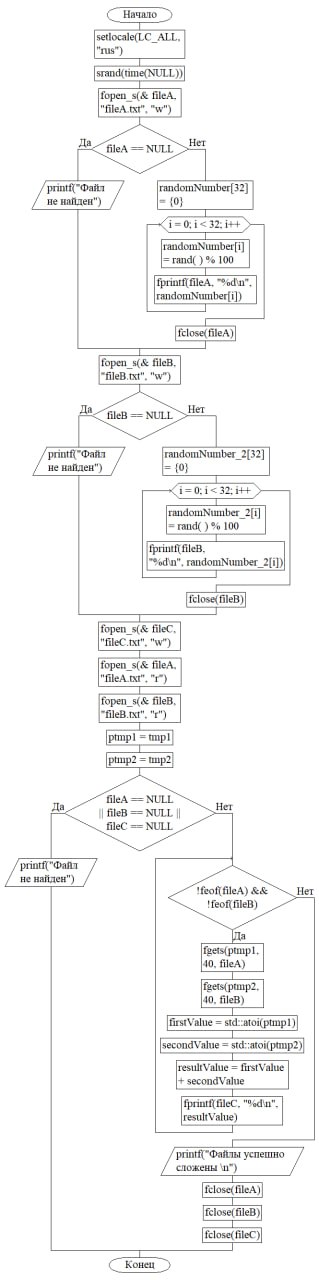 Начало
setlocale(LC_ALL,
"rus")
srand(time(NULL))
fopen_s(& fileA,
"fileA.txt", "w")
Да
fileA == NULL
Нет
printf("Файл
не найден")
randomNumber[32]
= {0}
i = 0; i < 32; i++
randomNumber[i]
= rand( ) % 100
fprintf(fileA, "%d\n",
randomNumber[i])
fclose(fileA)
fopen_s(& fileB,
"fileB.txt", "w")
Да
fileB == NULL
Нет
printf("Файл
не найден")
randomNumber_2[32]
= {0}
i = 0; i < 32; i++
randomNumber_2[i]
= rand( ) % 100
fprintf(fileB,
"%d\n", randomNumber_2[i])
fclose(fileB)
fopen_s(& fileC,
"fileC.txt", "w")
fopen_s(& fileA,
"fileA.txt", "r")
fopen_s(& fileB,
"fileB.txt", "r")
ptmp1 = tmp1
ptmp2 = tmp2
Да
fileA == NULL
|| fileB == NULL ||
fileC == NULL
Нет
printf("Файл
не найден")
!feof(fileA) &&
!feof(fileB)
Нет
Да
fgets(ptmp1,
40, fileA)
fgets(ptmp2,
40, fileB)
firstValue = std::atoi(ptmp1)
secondValue = std::atoi(ptmp2)
resultValue = firstValue
+ secondValue
fprintf(fileC, "%d\n",
resultValue)
printf("Файлы успешно
сложены \n")
fclose(fileA)
fclose(fileB)
fclose(fileC)
Конец